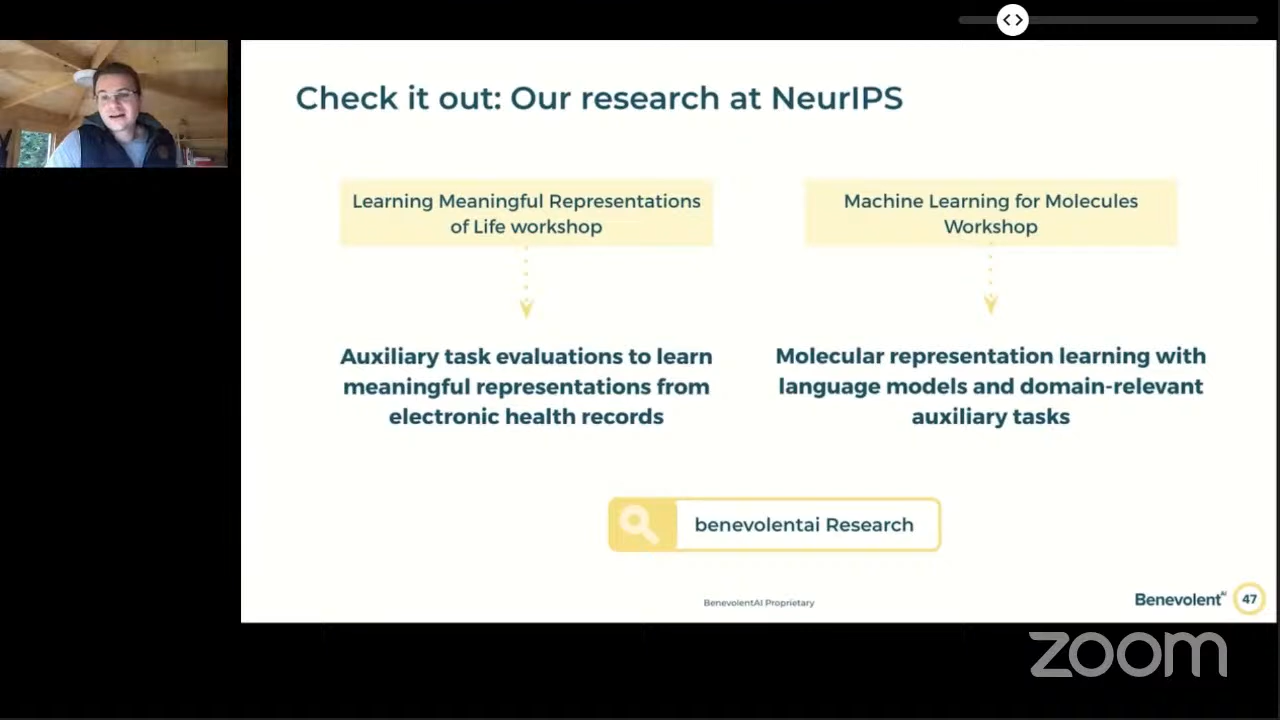 Check it out: Our research at NeurIPS
Learning Meaningful Representations
of Life workshop
Machine Learning for Molecules
Workshop
Auxiliary task evaluations to learn
meaningful representations from
electronic health records
Molecular representation learning with
language models and domain-relevant
auxiliary tasks
benevolentai Research
BenevolentAI Proprietary
Benevolent AI
47
zoom